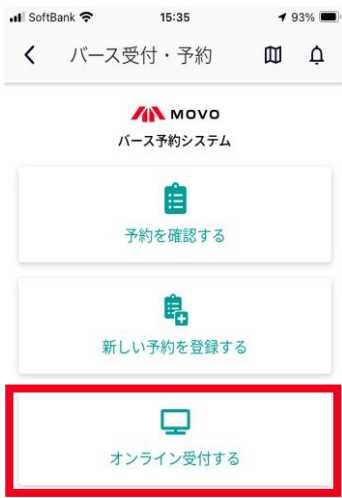 SoftBank 15:35 93%
バース受付・予約
MOVO
バース予約システム
予約を確認する
新しい予約を登録する
オンライン受付する